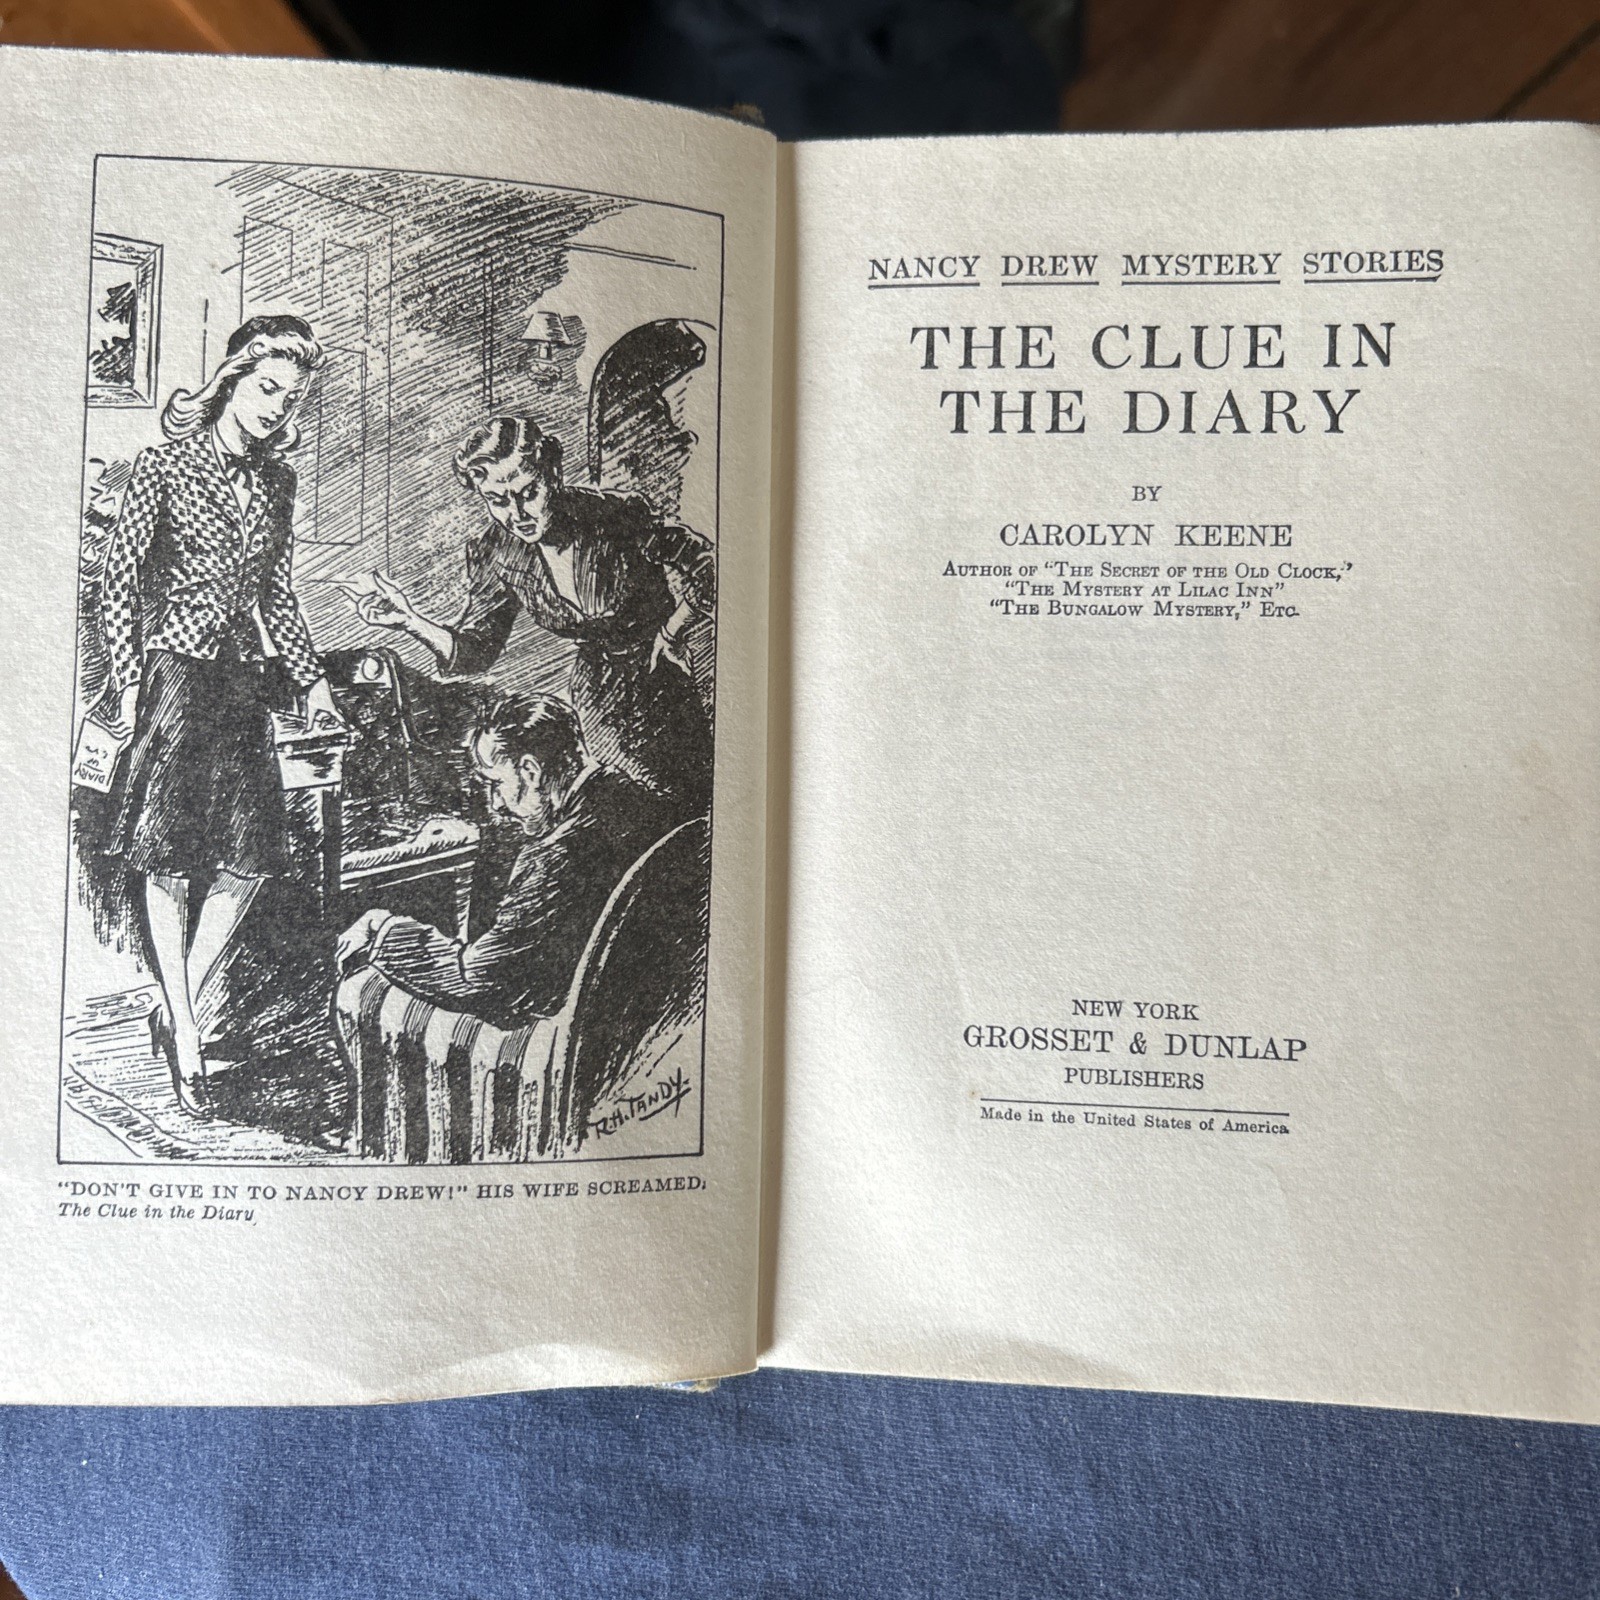 DIARY
R.H. TANDY
"DON'T GIVE IN TO NANCY DREW!" HIS WIFE SCREAMED.
The Clue in the Diary
NANCY DREW MYSTERY STORIES
THE CLUE IN
THE DIARY
BY
CAROLYN KEENE
AUTHOR OF "THE SECRET OF THE OLD CLOCK,"
"THE MYSTERY AT LILAC INN"
"THE BUNGALOW MYSTERY," ETC.
NEW YORK
GROSSET & DUNLAP
PUBLISHERS
Made in the United States of America